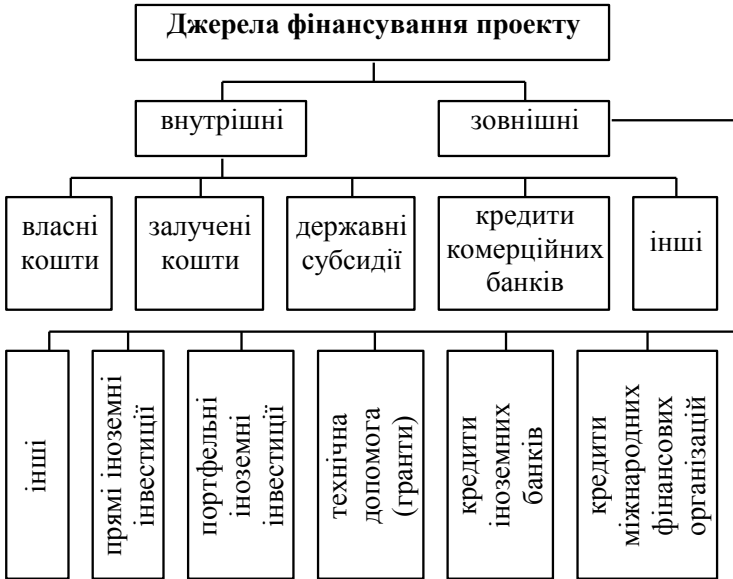 Джерела фінансування проекту
внутрішні
зовнішні
власні
кошти
залучені
кошти
державні
субсидії
кредити
комерційних
банків
інші
інші
прямі іноземні
інвестиції
портфельні
іноземні
інвестиції
технічна
допомога
(гранти)
кредити
іноземних
банків
кредити
міжнародних
фінансових
організацій